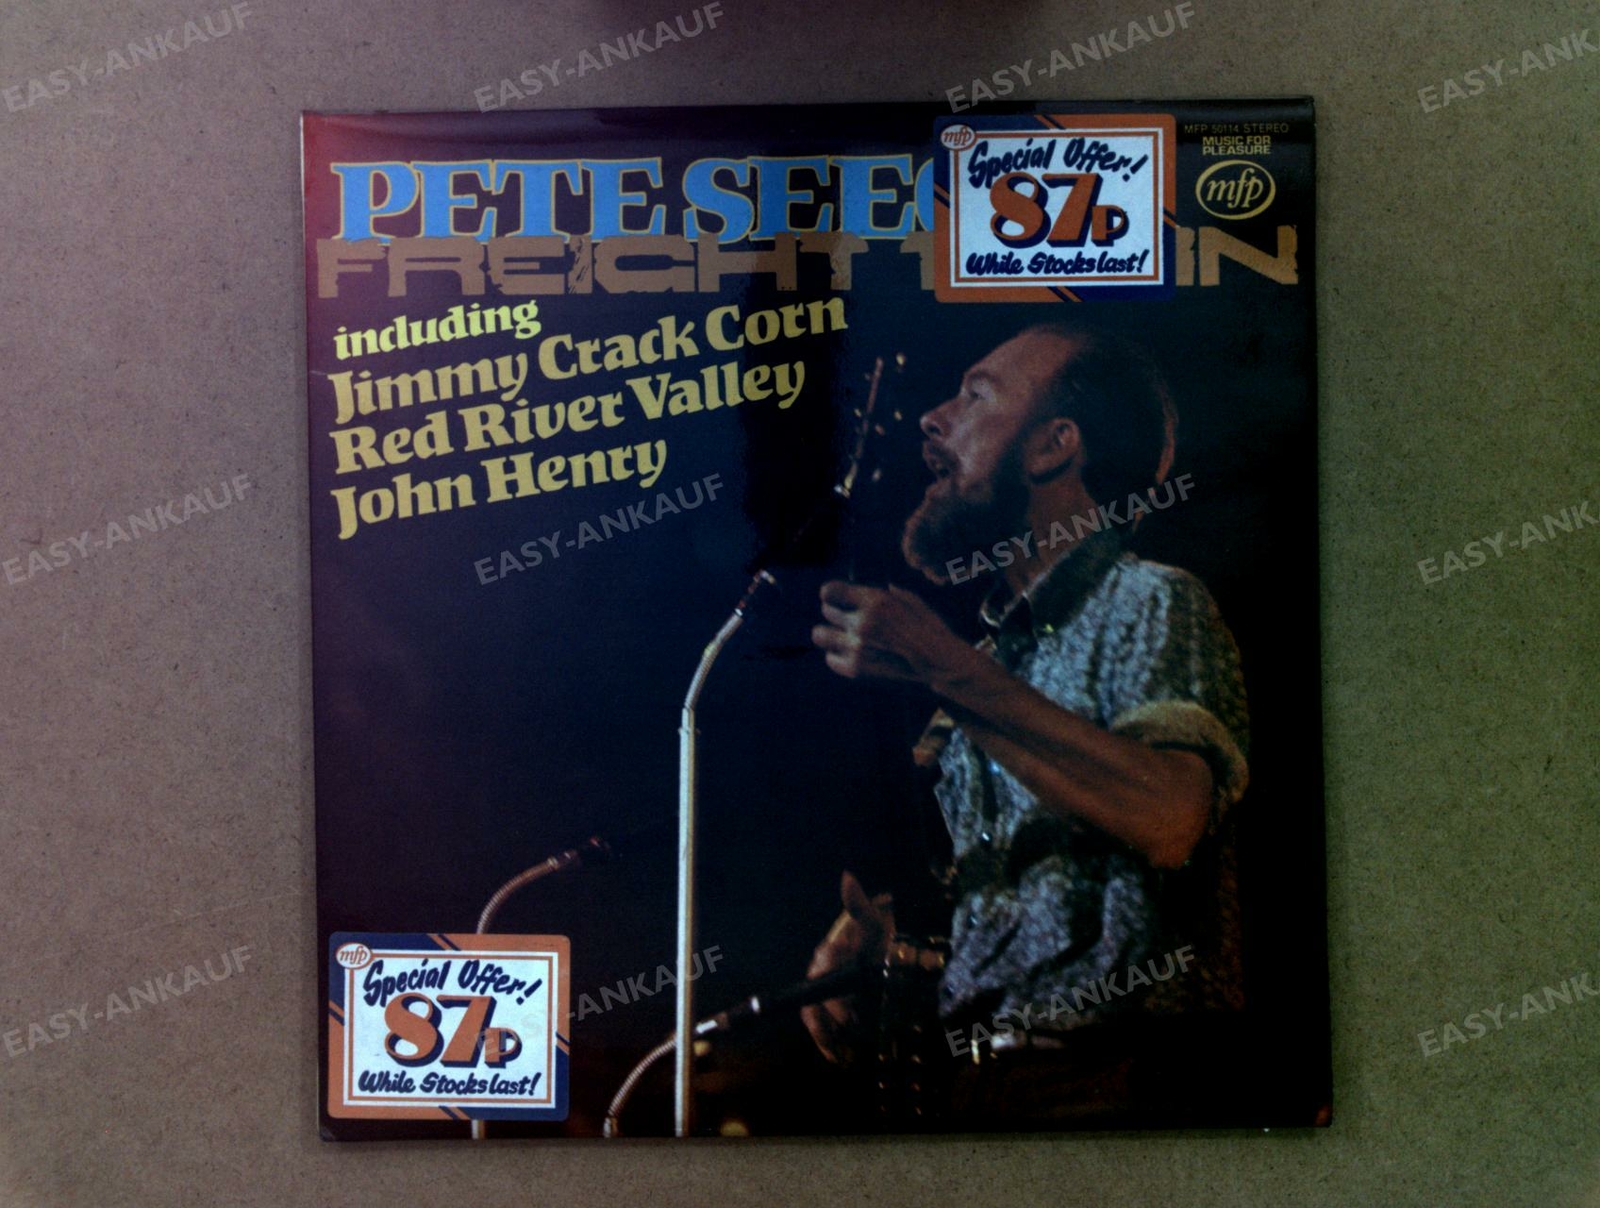 PETE SEEG
mfp
Special Offer!
87p
While Stocks last!
MFP 50114 STEREO
MUSIC FOR
PLEASURE
mfp
FREIGHT T IN
including
Jimmy Crack Corn
Red River Valley
John Henry
mfp
Special Offer!
87p
While Stocks last!
EASY-ANKAUF
EASY-ANKAUF
EASY-ANKAUF
EASY-ANK
EASY-ANKAUF
EASY-ANKAUF
EASY-ANKAUF
EASY-ANK
EASY-ANKAUF
EASY-ANKAUF
EASY-ANKAUF
EASY-ANK